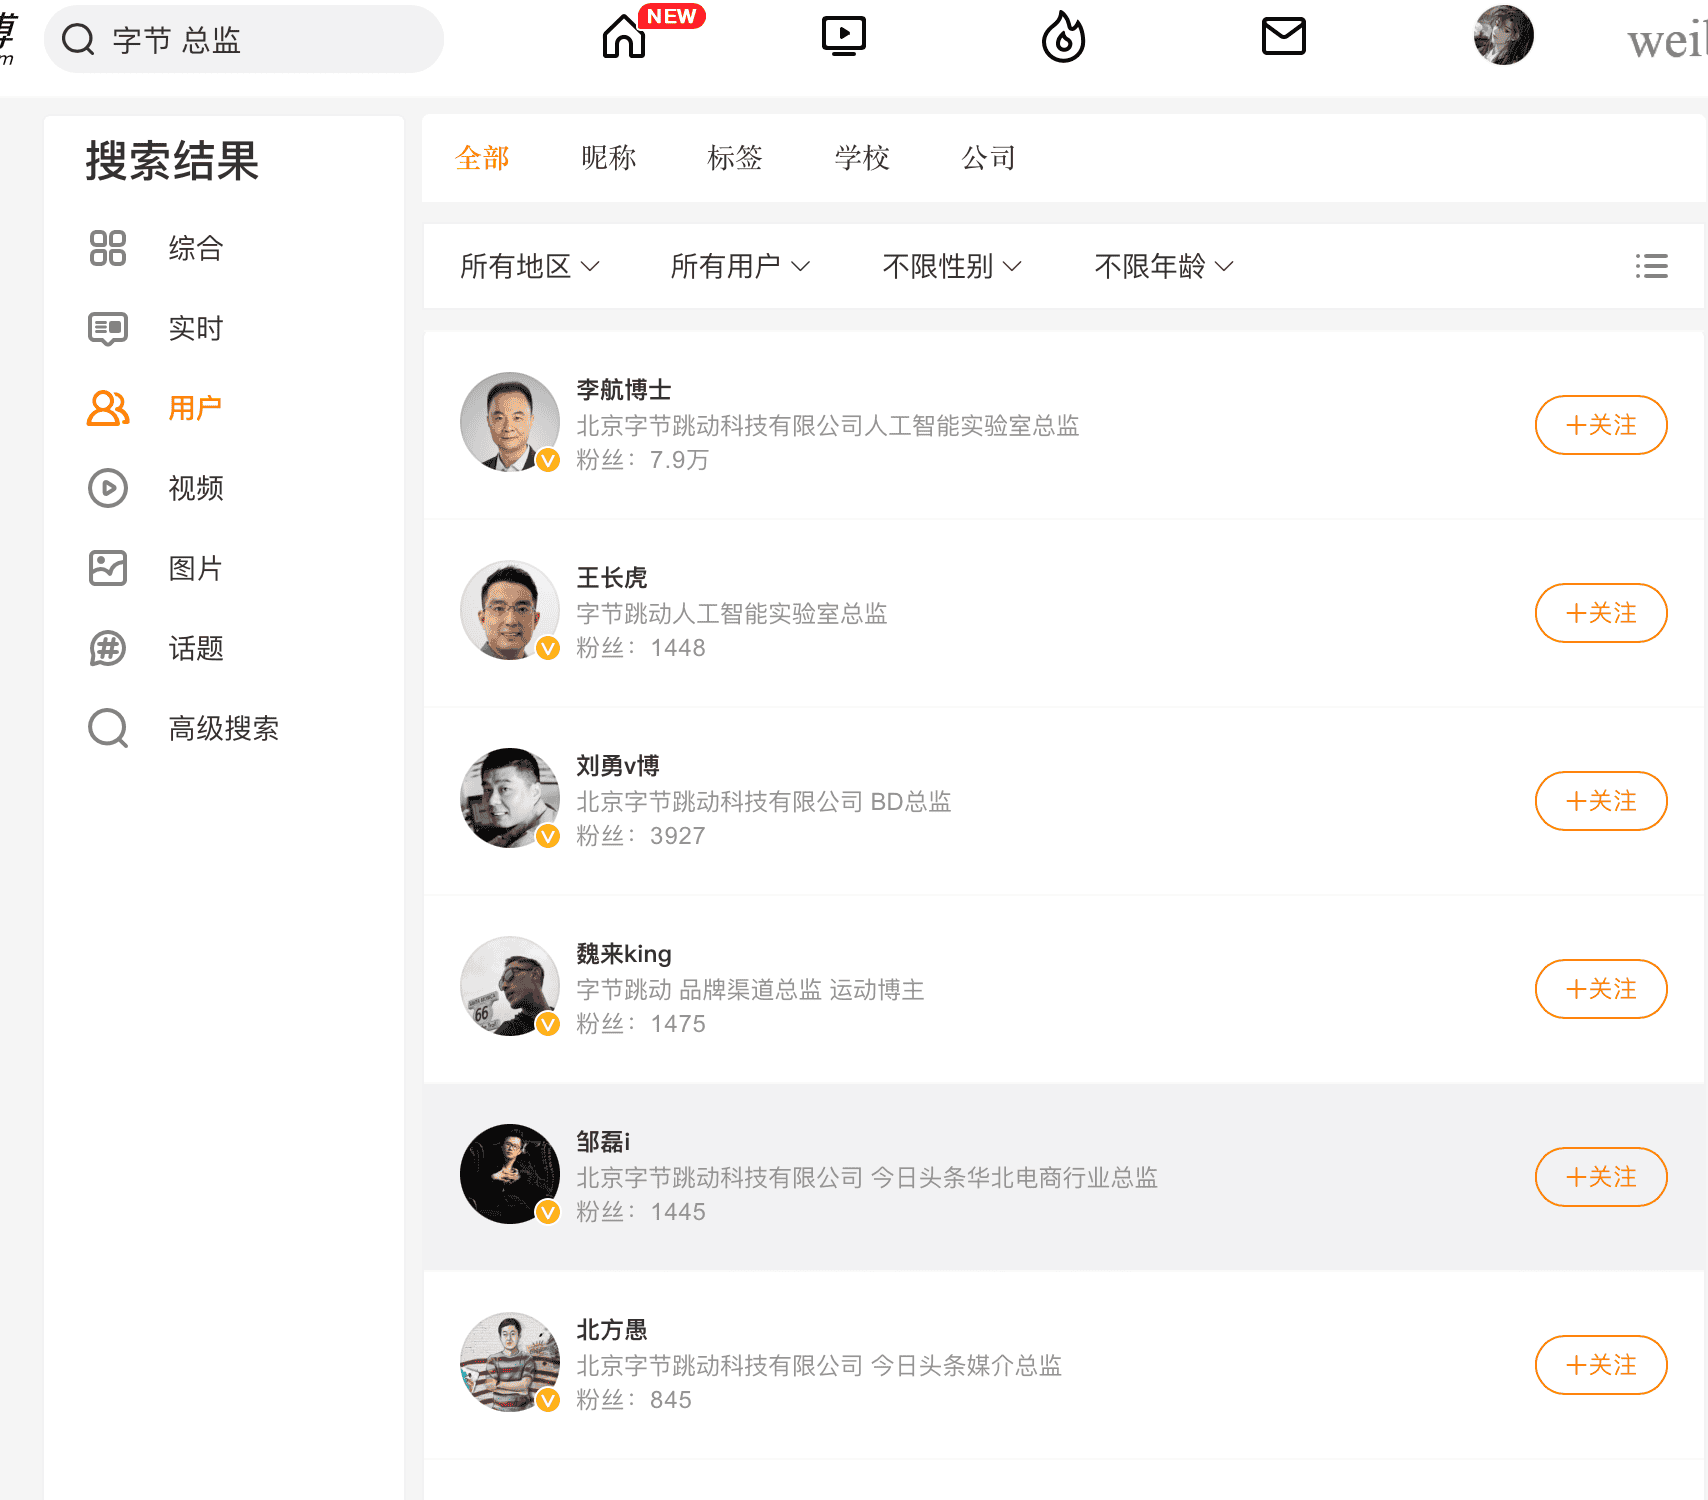 字节 总监
NEW
搜索结果
综合
实时
用户
视频
图片
话题
高级搜索
全部 昵称 标签 学校 公司
所有地区 所有用户 不限性别 不限年龄
李航博士
北京字节跳动科技有限公司人工智能实验室总监
粉丝：7.9万
+关注
王长虎
字节跳动人工智能实验室总监
粉丝：1448
+关注
刘勇v博
北京字节跳动科技有限公司 BD总监
粉丝：3927
+关注
魏来king
字节跳动 品牌渠道总监 运动博主
粉丝：1475
+关注
邹磊i
北京字节跳动科技有限公司 今日头条华北电商行业总监
粉丝：1445
+关注
北方愚
北京字节跳动科技有限公司 今日头条媒介总监
粉丝：845
+关注